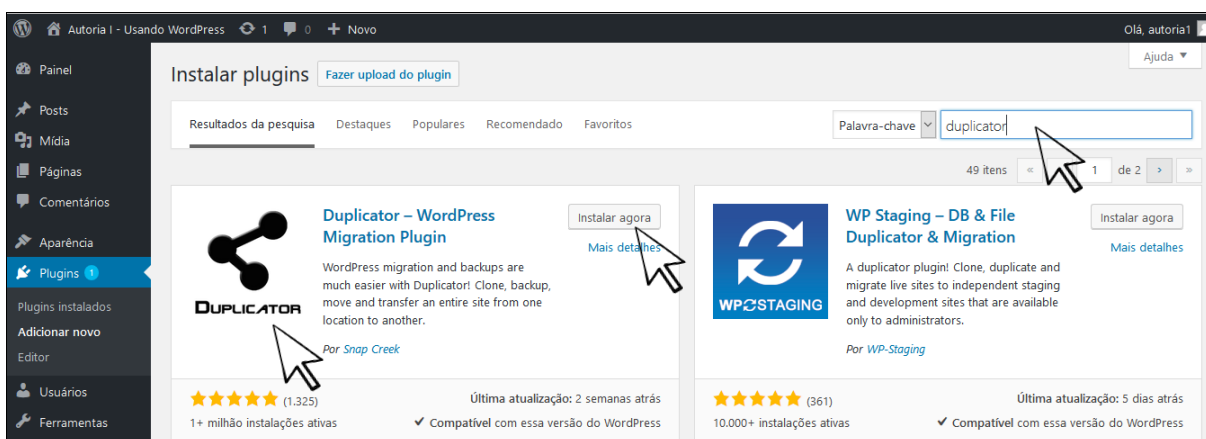 Autoria I - Usando WordPress 1 0 + Novo Olá, autoria1
Ajuda
Painel
Posts
Mídia
Páginas
Comentários
Aparência
Plugins 1
Plugins instalados
Adicionar novo
Editor
Usuários
Ferramentas
Instalar plugins Fazer upload do plugin
Resultados da pesquisa Destaques Populares Recomendado Favoritos Palavra-chave duplicator
49 itens « 1 de 2 › »
DUPLICATOR
Duplicator – WordPress
Migration Plugin
Instalar agora
Mais detalhes
WordPress migration and backups are
much easier with Duplicator! Clone, backup,
move and transfer an entire site from one
location to another.
Por Snap Creek
(1.325)
1+ milhão instalações ativas
Última atualização: 2 semanas atrás
✔ Compatível com essa versão do WordPress
WP STAGING
WP Staging – DB & File
Duplicator & Migration
Instalar agora
Mais detalhes
A duplicator plugin! Clone, duplicate and
migrate live sites to independent staging
and development sites that are available
only to administrators.
Por WP-Staging
(361)
10.000+ instalações ativas
Última atualização: 5 dias atrás
✔ Compatível com essa versão do WordPress